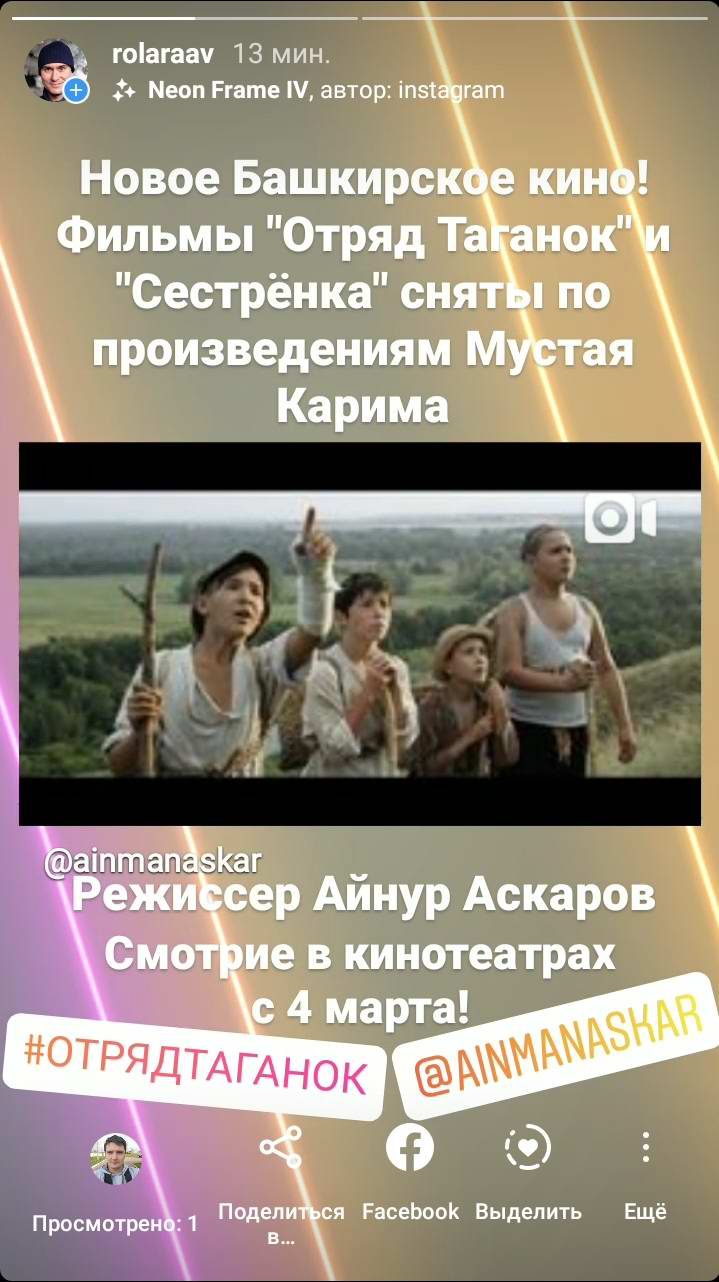 rolaraav 13 мин.
Neon Frame IV, автор: instagram
Новое Башкирское кино!
Фильмы "Отряд Таганок" и
"Сестрёнка" сняты по
произведениям Мустая
Карима
@ainmanaskar
Режиссер Айнур Аскаров
Смотрие в кинотеатрах
с 4 марта!
#ОТРЯДТАГАНОК
@AINMANASKAR
Просмотрено: 1
Поделиться
в...
Facebook
Выделить
Ещё